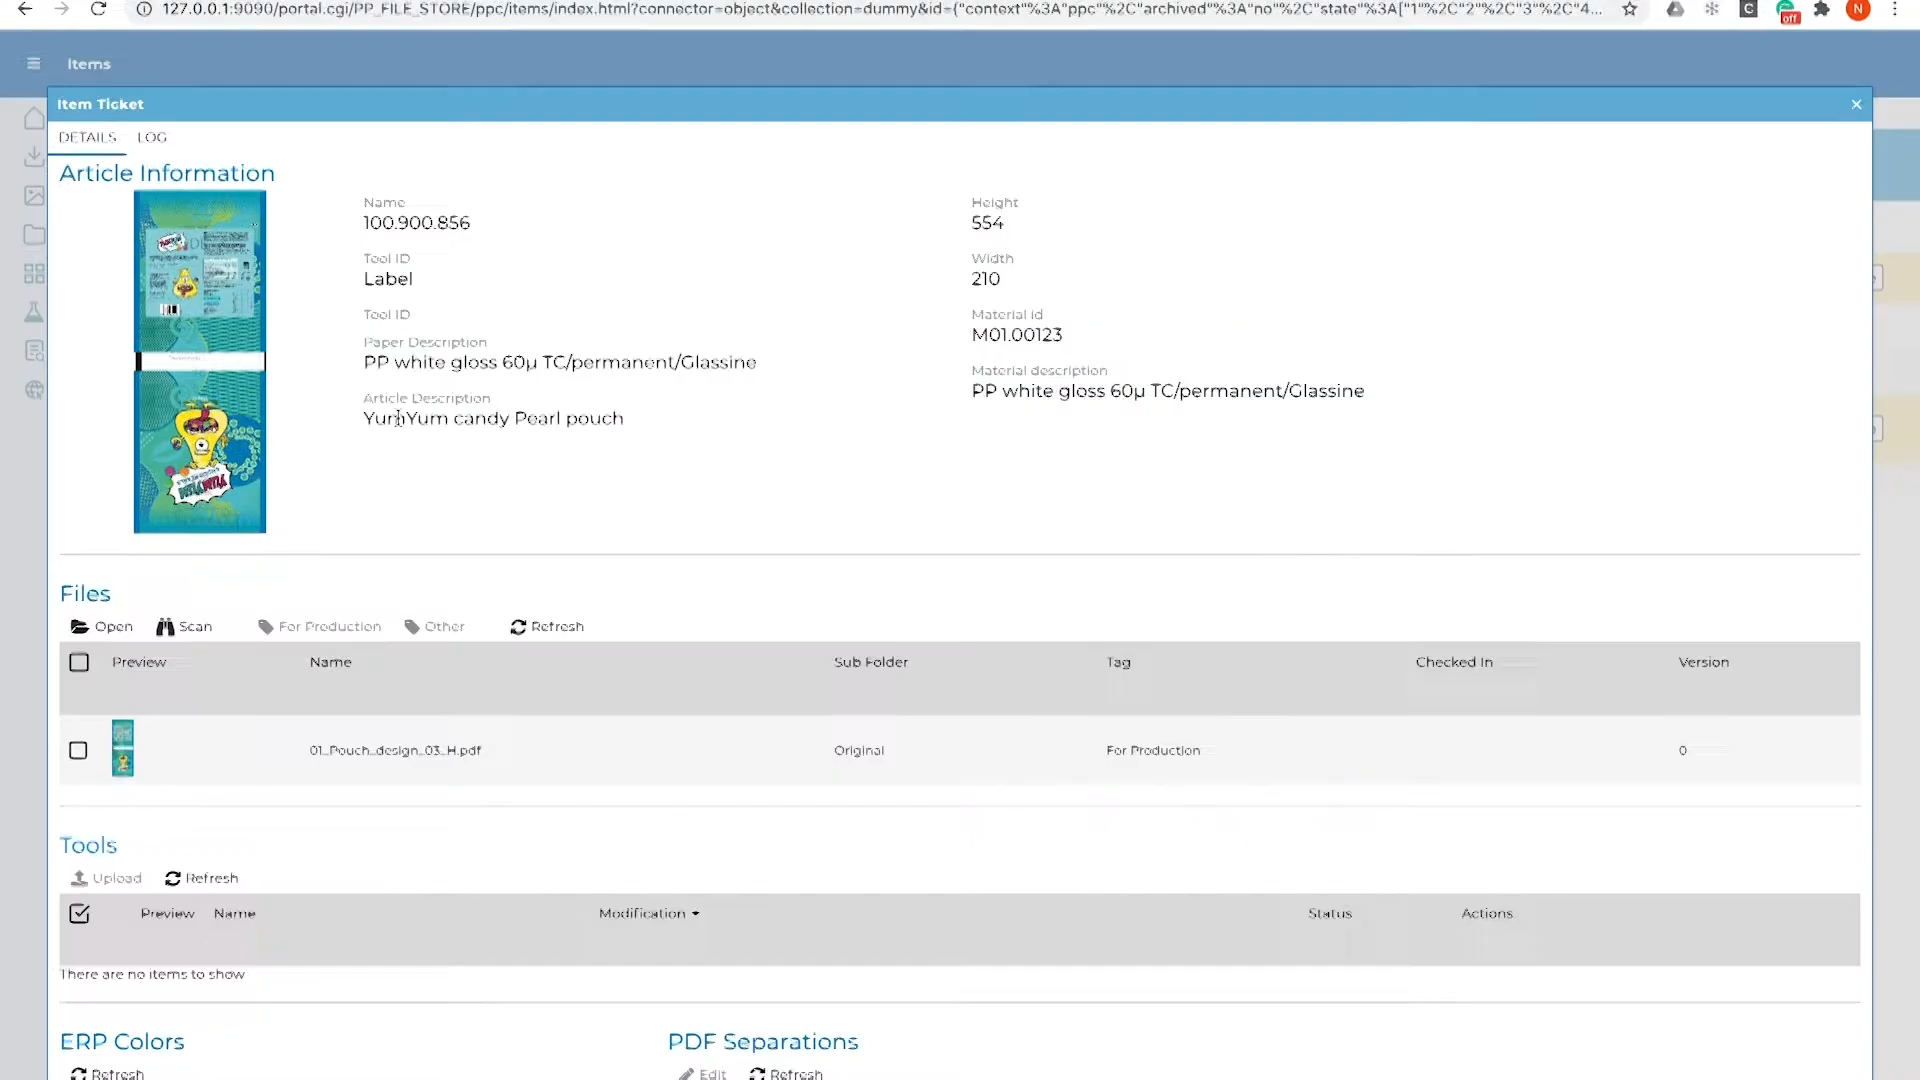 127.0.0.1:9090/portal.cgi/PP_FILE_STORE/ppc/items/index.html?connector=object&collection=dummy&id={"context"%3A"ppc"%2C"archived"%3A"no"%2C"state"%3A["1"%2C"2"%2C"3"%2C"4...
C
off
N
Items
Item Ticket
DETAILS LOG
Article Information
Name
100.900.856
Height
554
Tool ID
Label
Width
210
Tool ID
Material id
M01.00123
Paper Description
PP white gloss 60µ TC/permanent/Glassine
Material description
PP white gloss 60µ TC/permanent/Glassine
Article Description
YumYum candy Pearl pouch
Files
Open Scan For Production Other Refresh
Preview Name Sub Folder Tag Checked In Version
01_Pouch_design_03_H.pdf Original For Production 0
Tools
Upload Refresh
Preview Name Modification Status Actions
There are no items to show
ERP Colors PDF Separations
Refresh Edit Refresh